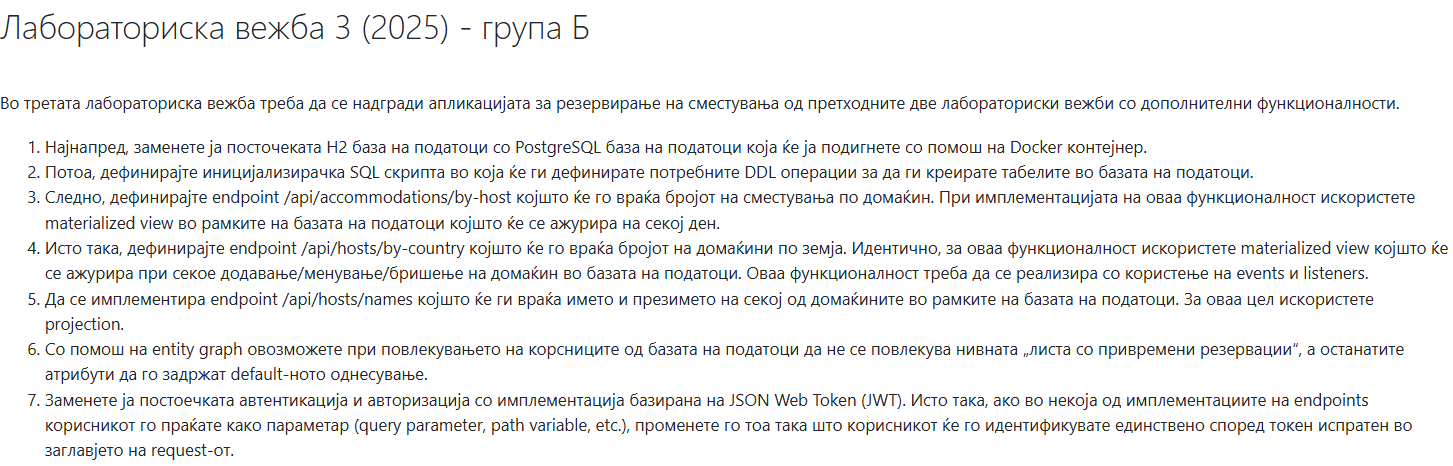 Лабораториска вежба 3 (2025) - група Б
Во третата лабораториска вежба треба да се надгради апликацијата за резервирање на сместувања од претходните две лабораториски вежби со дополнителни функционалности.
1. Најнапред, заменете ја посточеката H2 база на податоци со PostgreSQL база на податоци која ќе ја подигнете со помош на Docker контејнер.
2. Потоа, дефинирајте иницијализирачка SQL скрипта во која ќе ги дефинирате потребните DDL операции за да ги креирате табелите во базата на податоци.
3. Следно, дефинирајте endpoint /api/accommodations/by-host којшто ќе го враќа бројот на сместувања по домаќин. При имплементацијата на оваа функционалност искористете
materialized view во рамките на базата на податоци којшто ќе се ажурира на секој ден.
4. Исто така, дефинирајте endpoint /api/hosts/by-country којшто ќе го враќа бројот на домаќини по земја. Идентично, за оваа функционалност искористете materialized view којшто ќе
се ажурира при секое додавање/менување/бришење на домаќин во базата на податоци. Оваа функционалност треба да се реализира со користење на events и listeners.
5. Да се имплементира endpoint /api/hosts/names којшто ќе ги враќа името и презимето на секој од домаќините во рамките на базата на податоци. За оваа цел искористете
projection.
6. Со помош на entity graph овозможете при повлекувањето на корсниците од базата на податоци да не се повлекува нивната „листа со привремени резервации“, а останатите
атрибути да го задржат default-ното однесување.
7. Заменете ја постоечката автентикација и авторизација со имплементација базирана на JSON Web Token (JWT). Исто така, ако во некоја од имплементациите на endpoints
корисникот го праќате како параметар (query parameter, path variable, etc.), променете го тоа така што корисникот ќе го идентификувате единствено според токен испратен во
заглавјето на request-от.